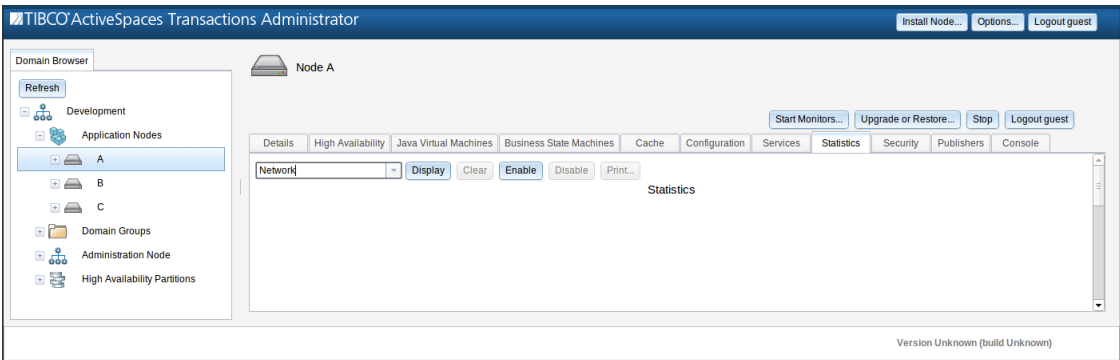 TIBCO® ActiveSpaces Transactions Administrator
Install Node... Options... Logout guest
Domain Browser
Refresh
Development
Application Nodes
A
B
C
Domain Groups
Administration Node
High Availability Partitions
Node A
Start Monitors... Upgrade or Restore... Stop Logout guest
Details High Availability Java Virtual Machines Business State Machines Cache Configuration Services Statistics Security Publishers Console
Network Display Clear Enable Disable Print...
Statistics
Version Unknown (build Unknown)